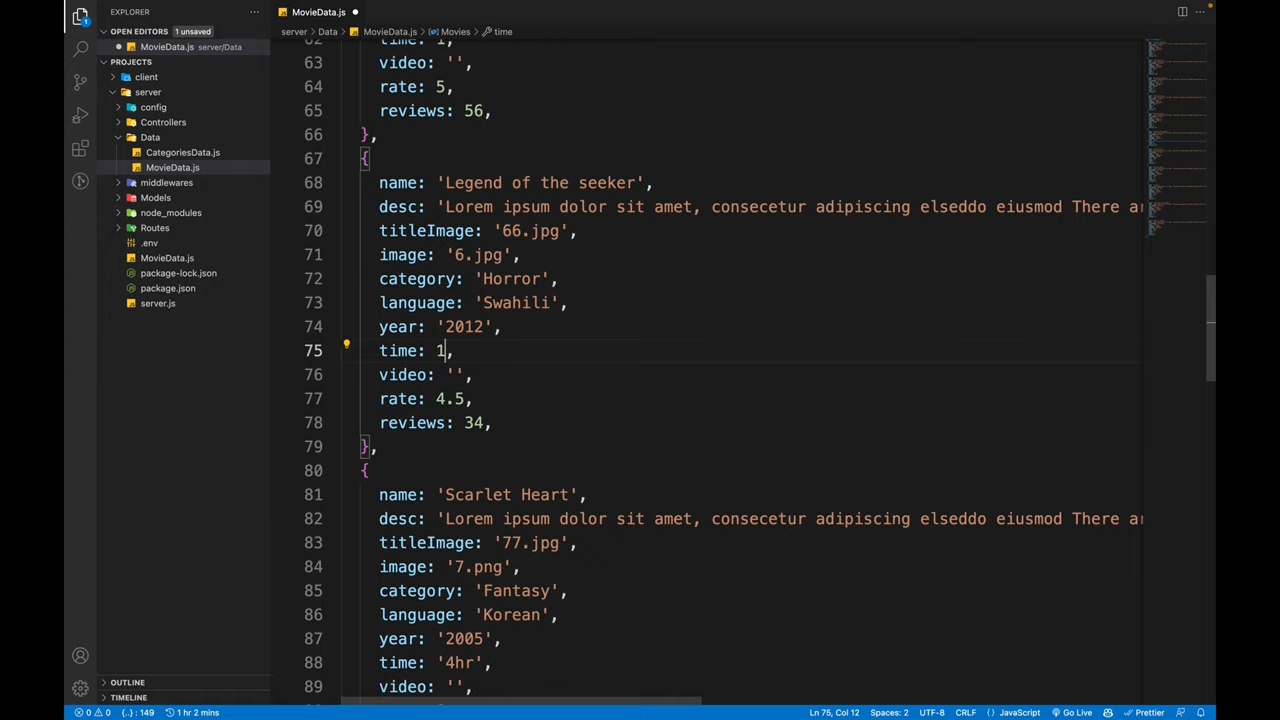 EXPLORER
MovieData.js
OPEN EDITORS 1 unsaved
MovieData.js server/Data
PROJECTS
client
server
config
Controllers
Data
CategoriesData.js
MovieData.js
middlewares
Models
node_modules
Routes
.env
MovieData.js
package-lock.json
package.json
server.js
OUTLINE
TIMELINE
server > Data > MovieData.js > Movies > time
62 time: 1,
63 video: '',
64 rate: 5,
65 reviews: 56,
66 },
67 {
68 name: 'Legend of the seeker',
69 desc: 'Lorem ipsum dolor sit amet, consecetur adipiscing elseddo eiusmod There ar
70 titleImage: '66.jpg',
71 image: '6.jpg',
72 category: 'Horror',
73 language: 'Swahili',
74 year: '2012',
75 time: 1,
76 video: '',
77 rate: 4.5,
78 reviews: 34,
79 },
80 {
81 name: 'Scarlet Heart',
82 desc: 'Lorem ipsum dolor sit amet, consecetur adipiscing elseddo eiusmod There ar
83 titleImage: '77.jpg',
84 image: '7.png',
85 category: 'Fantasy',
86 language: 'Korean',
87 year: '2005',
88 time: '4hr',
89 video: '',
0 0 {..} : 149 1 hr 2 mins Ln 75, Col 12 Spaces: 2 UTF-8 CRLF {} JavaScript Go Live Prettier